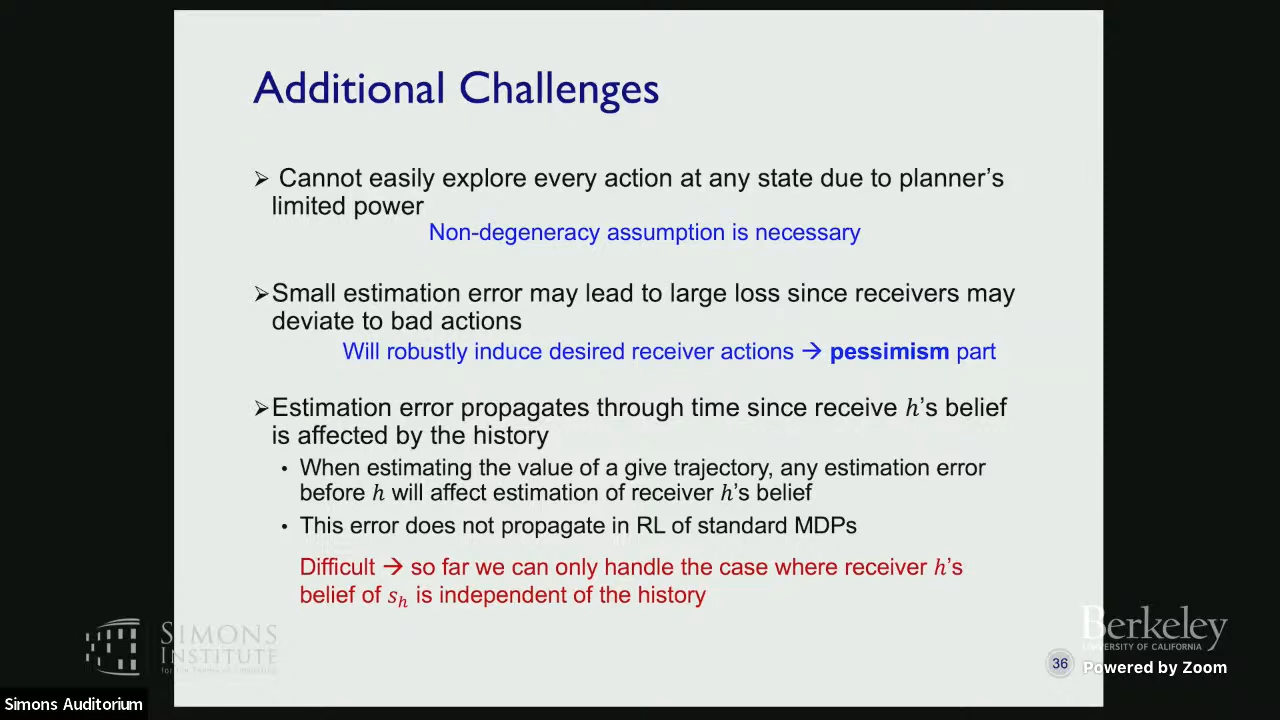 Additional Challenges
➢ Cannot easily explore every action at any state due to planner's
limited power
Non-degeneracy assumption is necessary
➢Small estimation error may lead to large loss since receivers may
deviate to bad actions
Will robustly induce desired receiver actions → pessimism part
➢Estimation error propagates through time since receive h's belief
is affected by the history
• When estimating the value of a give trajectory, any estimation error
before h will affect estimation of receiver h's belief
• This error does not propagate in RL of standard MDPs
Difficult → so far we can only handle the case where receiver h's
belief of s_h is independent of the history
SIMONS
INSTITUTE
Berkeley
UNIVERSITY OF CALIFORNIA
36
Powered by Zoom
Simons Auditorium